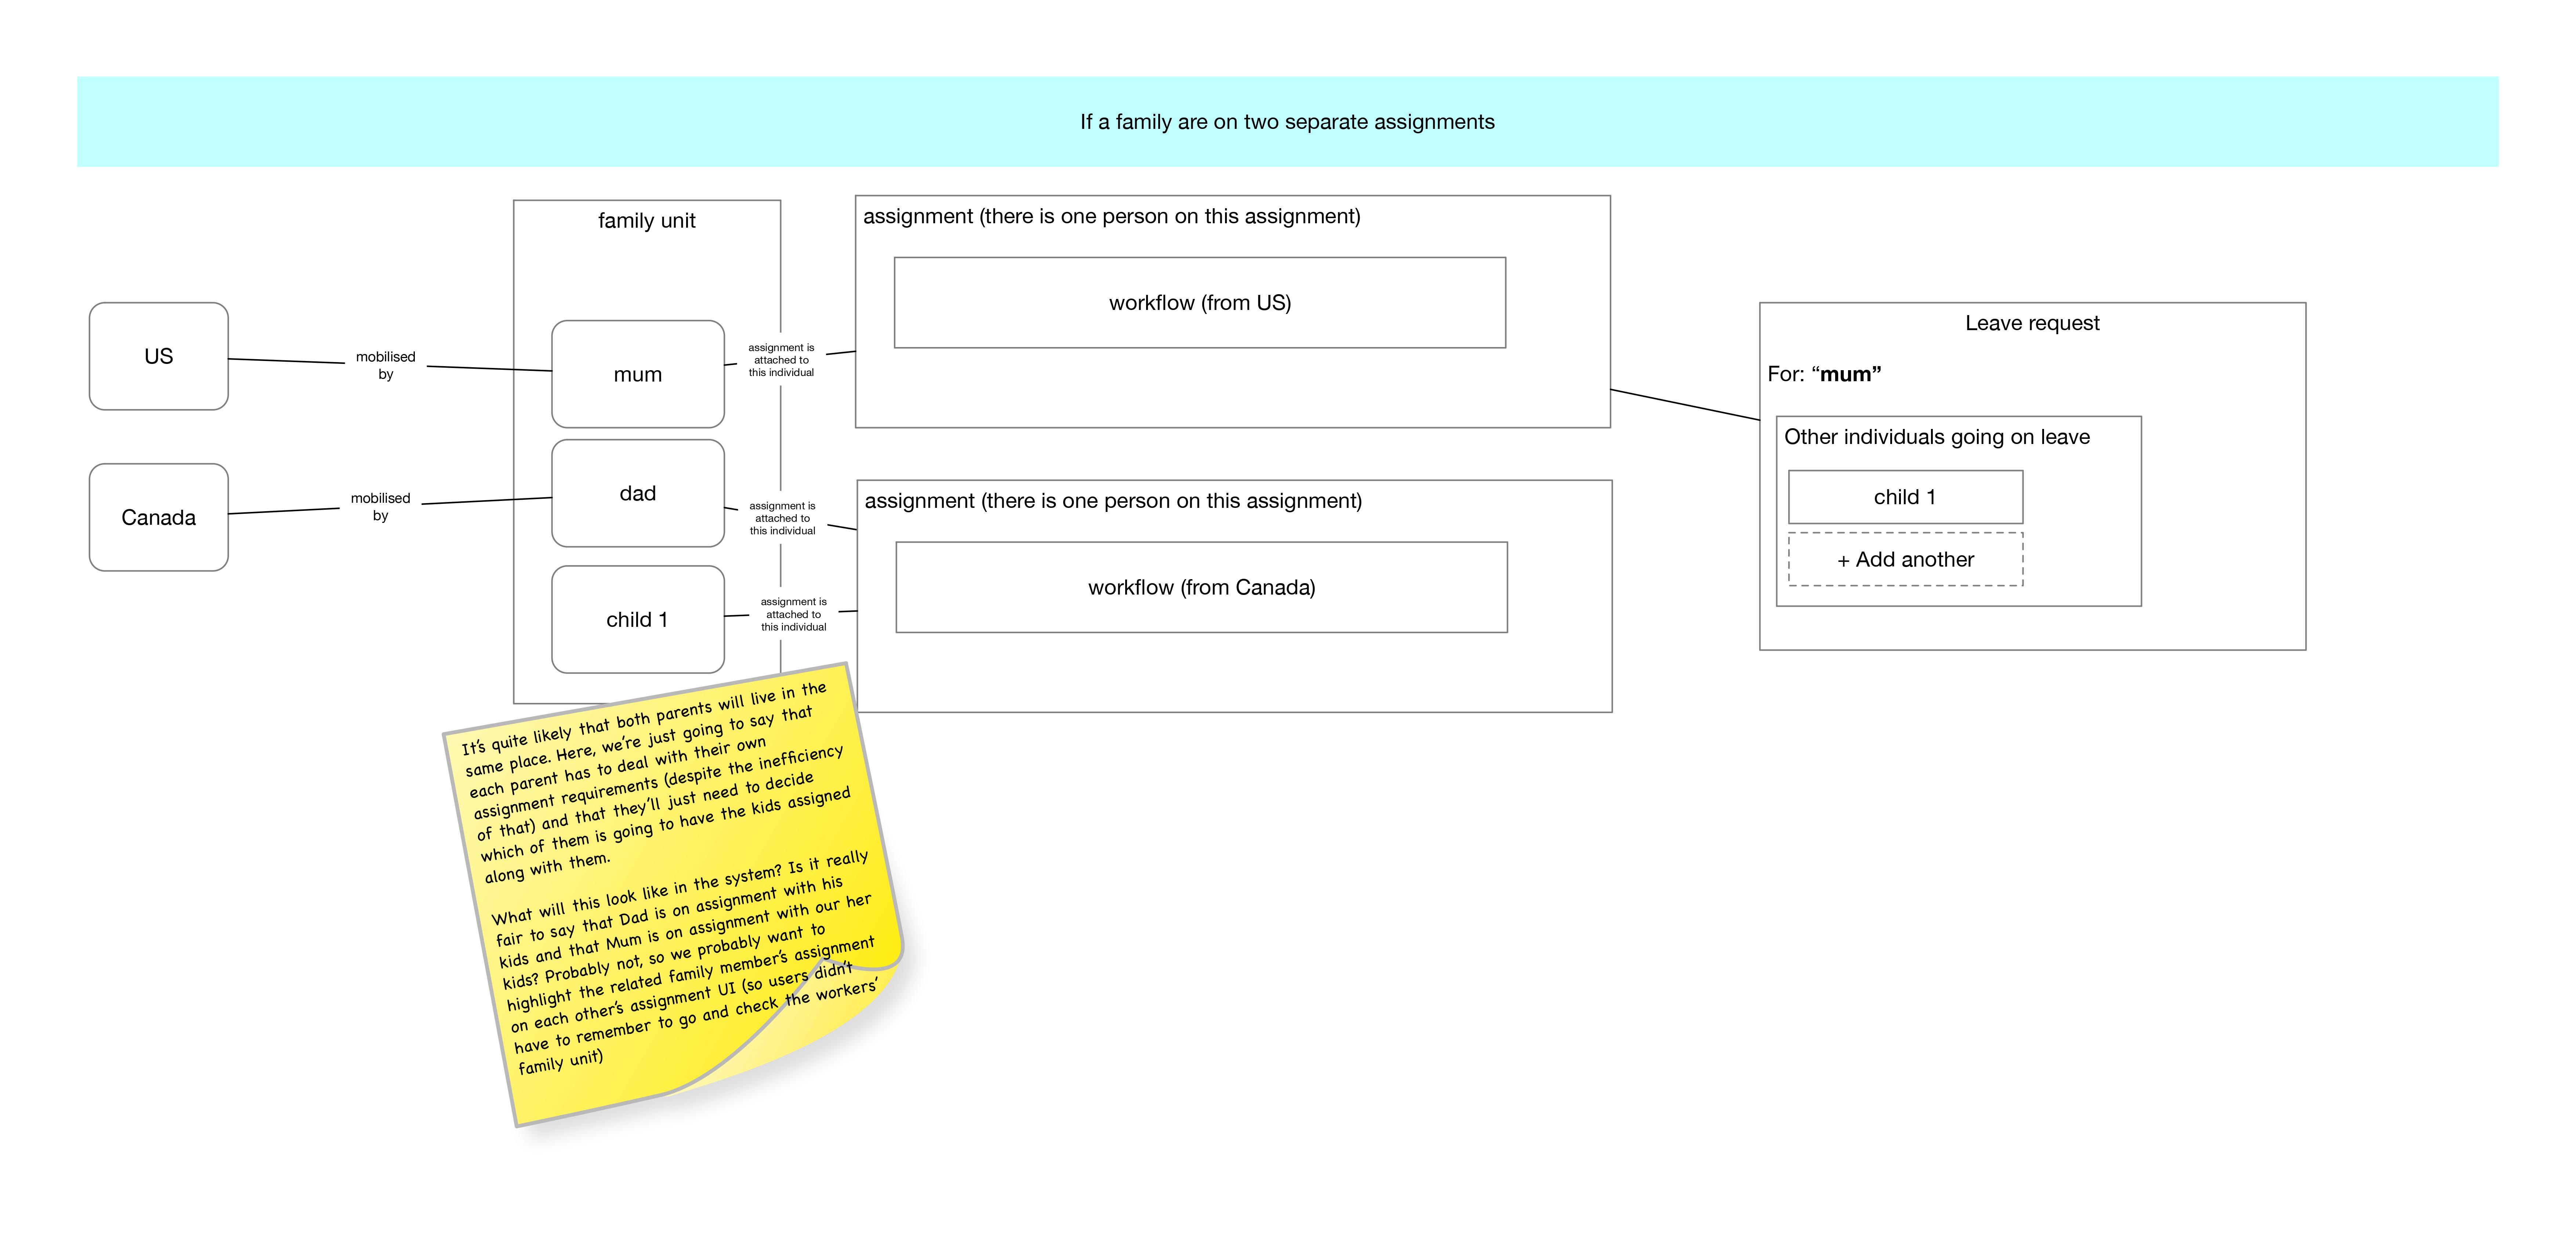 If a family are on two separate assignments
family unit
assignment (there is one person on this assignment)
workflow (from US)
US
mobilised
by
mum
assignment is
attached to
this individual
Leave request
For: “mum”
Other individuals going on leave
child 1
+ Add another
Canada
mobilised
by
dad
assignment is
attached to
this individual
assignment (there is one person on this assignment)
workflow (from Canada)
child 1
assignment is
attached to
this individual
It’s quite likely that both parents will live in the
same place. Here, we’re just going to say that
each parent has to deal with their own
assignment requirements (despite the inefficiency
of that) and that they’ll just need to decide
which of them is going to have the kids assigned
along with them.
What will this look like in the system? Is it really
fair to say that Dad is on assignment with his
kids and that Mum is on assignment with our her
kids? Probably not, so we probably want to
highlight the related family member’s assignment
on each other’s assignment UI (so users didn’t
have to remember to go and check the workers’
family unit)